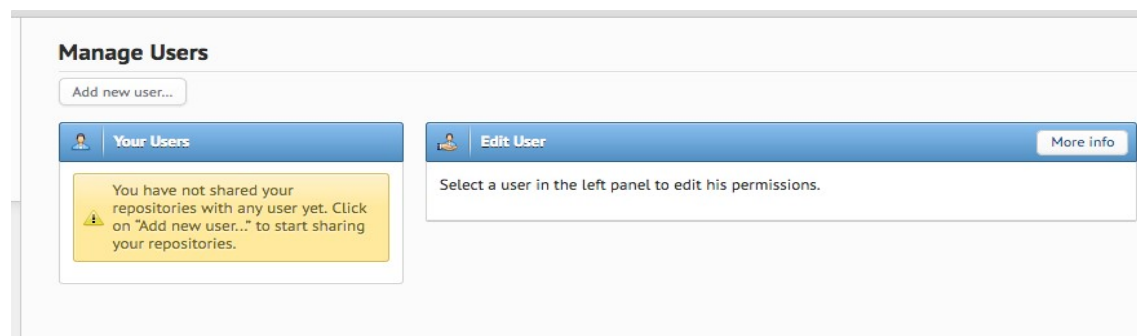 Manage Users
Add new user...
Your Users
Edit User
More info
You have not shared your
repositories with any user yet. Click
on "Add new user..." to start sharing
your repositories.
Select a user in the left panel to edit his permissions.